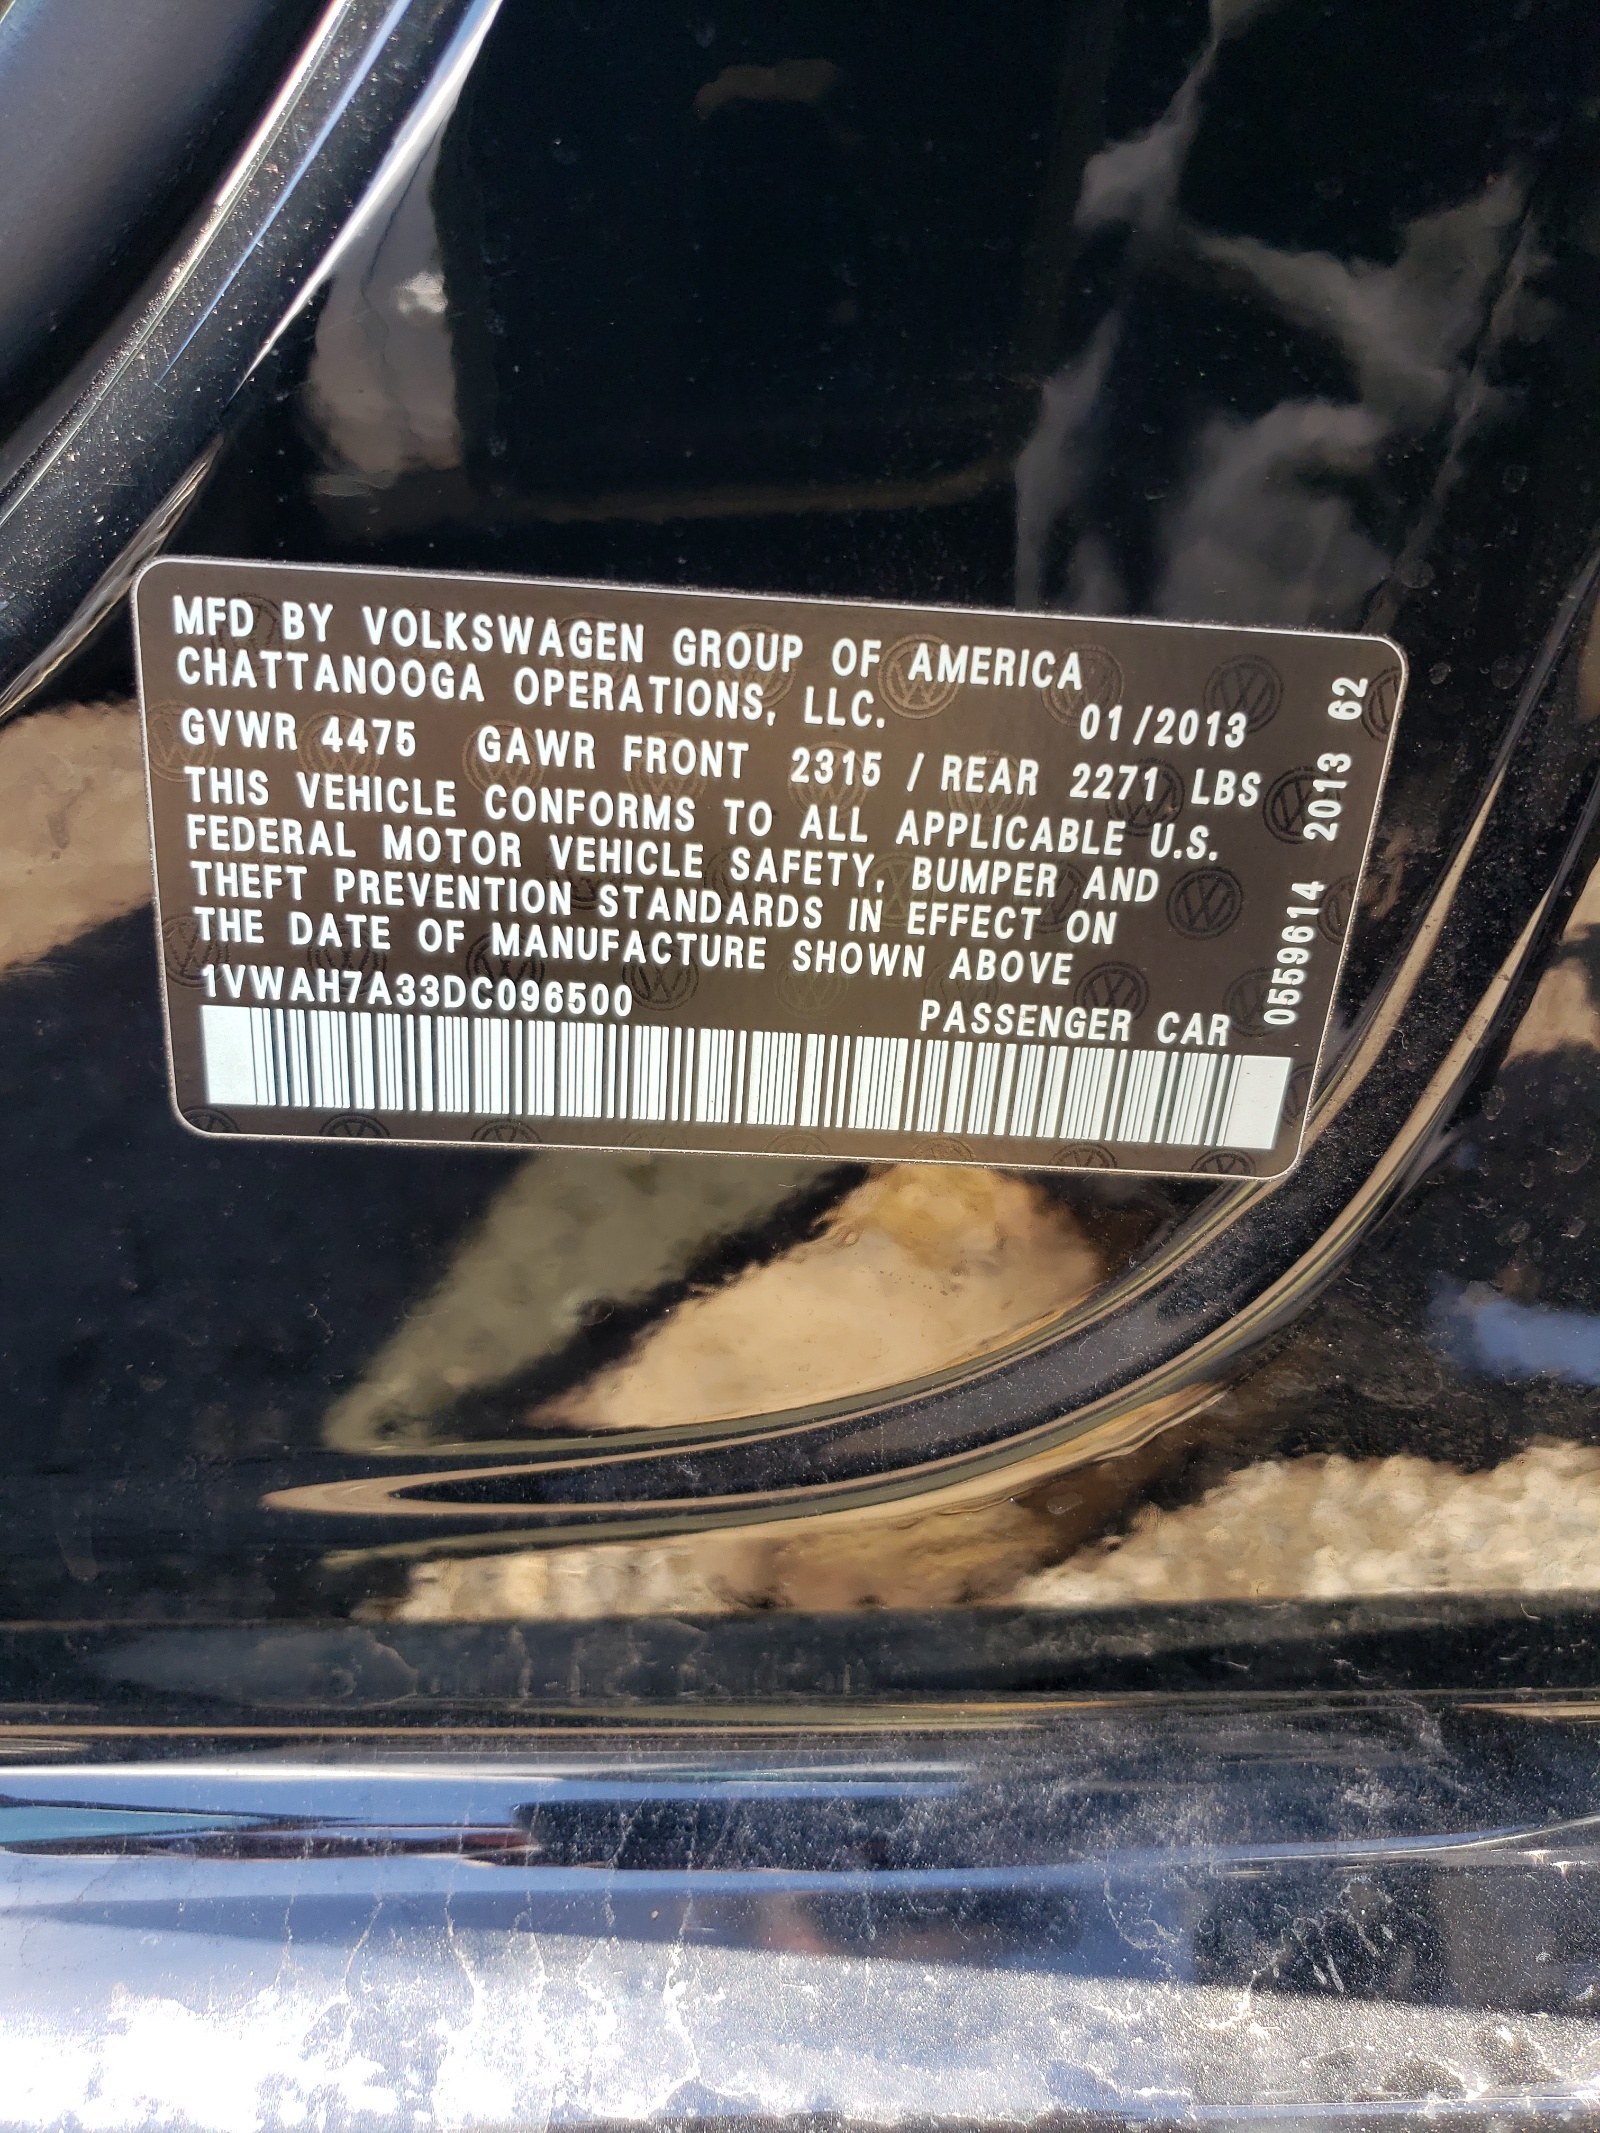 MFD BY VOLKSWAGEN GROUP OF AMERICA
CHATTANOOGA OPERATIONS, LLC.
01/2013
GVWR 4475 GAWR FRONT 2315 / REAR 2271 LBS
THIS VEHICLE CONFORMS TO ALL APPLICABLE U.S.
FEDERAL MOTOR VEHICLE SAFETY, BUMPER AND
THEFT PREVENTION STANDARDS IN EFFECT ON
THE DATE OF MANUFACTURE SHOWN ABOVE
1VWAH7A33DC096500
PASSENGER CAR
0559614 2013 62